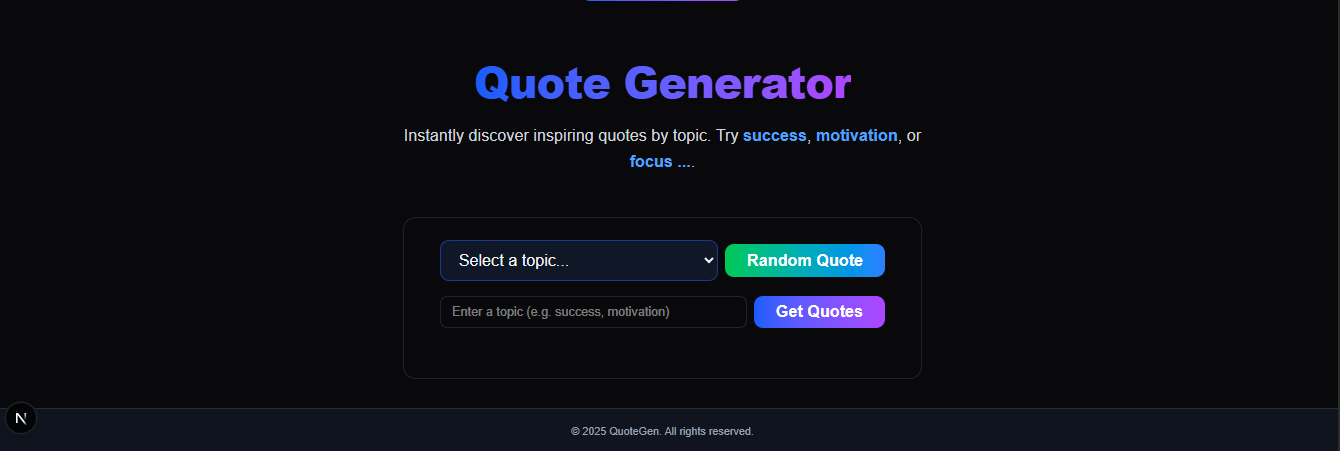 Quote Generator
Instantly discover inspiring quotes by topic. Try success, motivation, or
focus ....
Select a topic...
Random Quote
Enter a topic (e.g. success, motivation)
Get Quotes
N
© 2025 QuoteGen. All rights reserved.